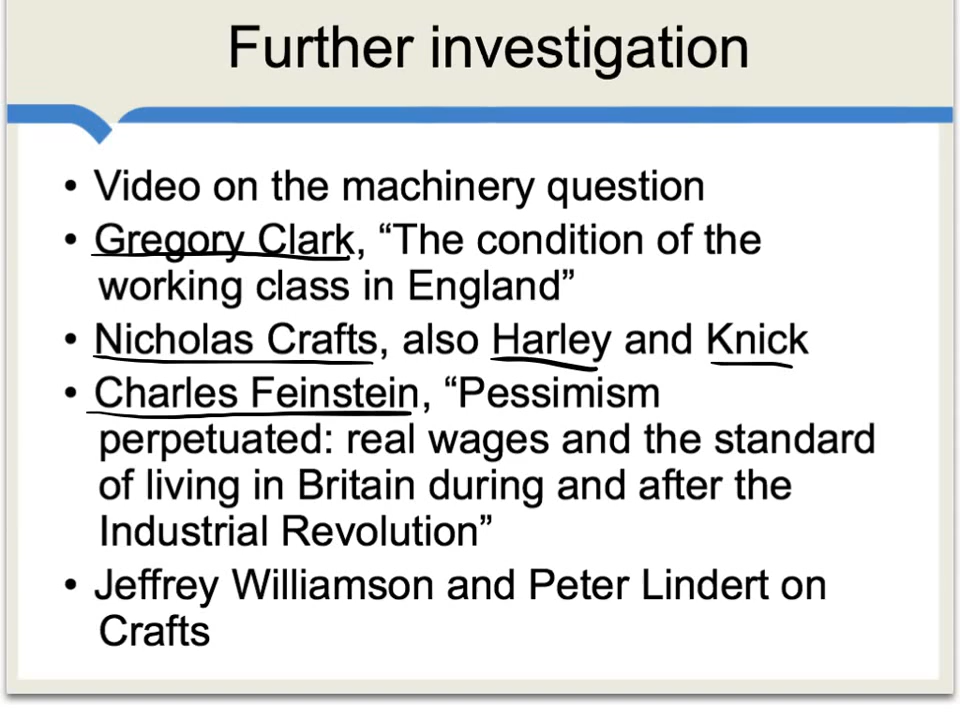 Further investigation
• Video on the machinery question
• Gregory Clark, “The condition of the
working class in England”
• Nicholas Crafts, also Harley and Knick
• Charles Feinstein, “Pessimism
perpetuated: real wages and the standard
of living in Britain during and after the
Industrial Revolution”
• Jeffrey Williamson and Peter Lindert on
Crafts